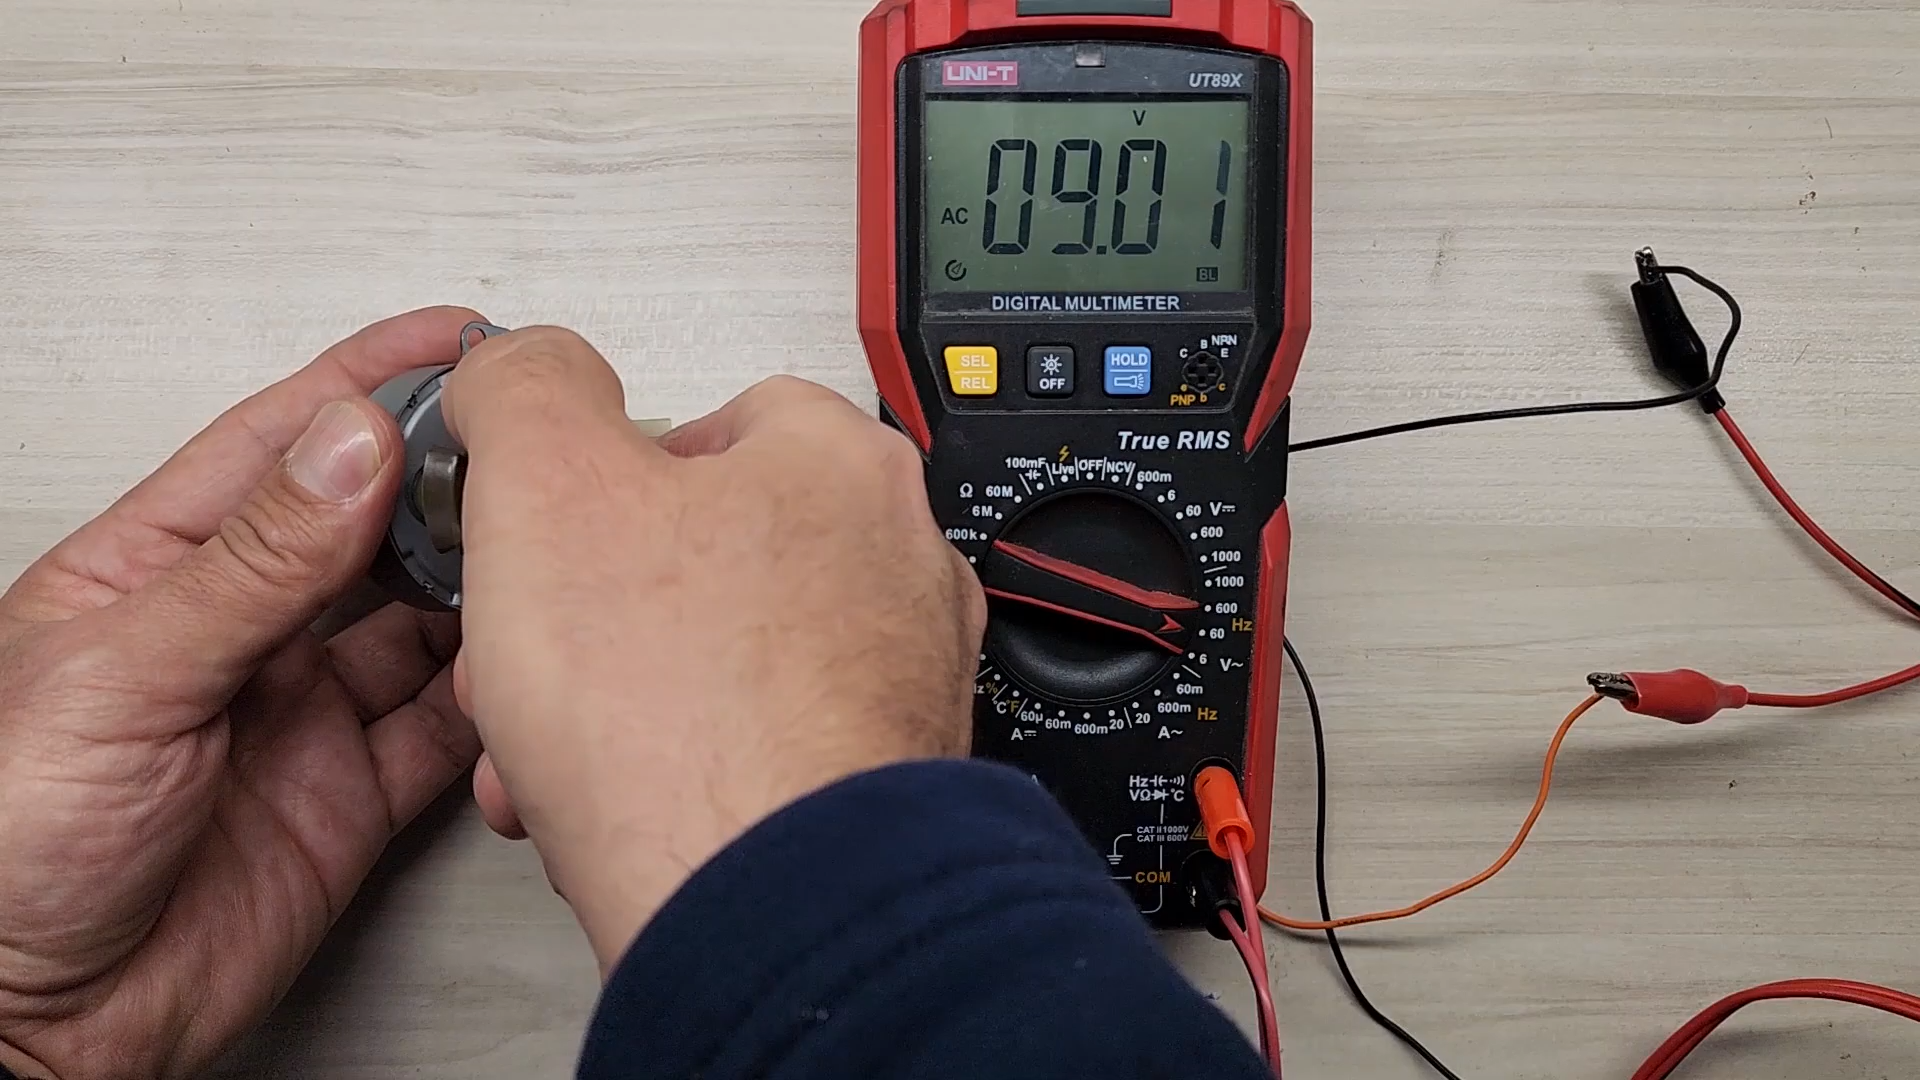 UNI-T
UT89X
V
AC
09.01
BL
DIGITAL MULTIMETER
SEL
REL
OFF
HOLD
NPN
B
C
E
e
c
PNP b
True RMS
100mF
Live
OFF
NCV
600m
Ω 60M
6
6M
60 V
600k
600
1000
1000
600
60 Hz
6 V~
60m
600m Hz
%
°C°F
60µ 60m 600m 20 20
A A~
Hz
VΩ °C
CAT II 1000V
CAT III 600V
COM